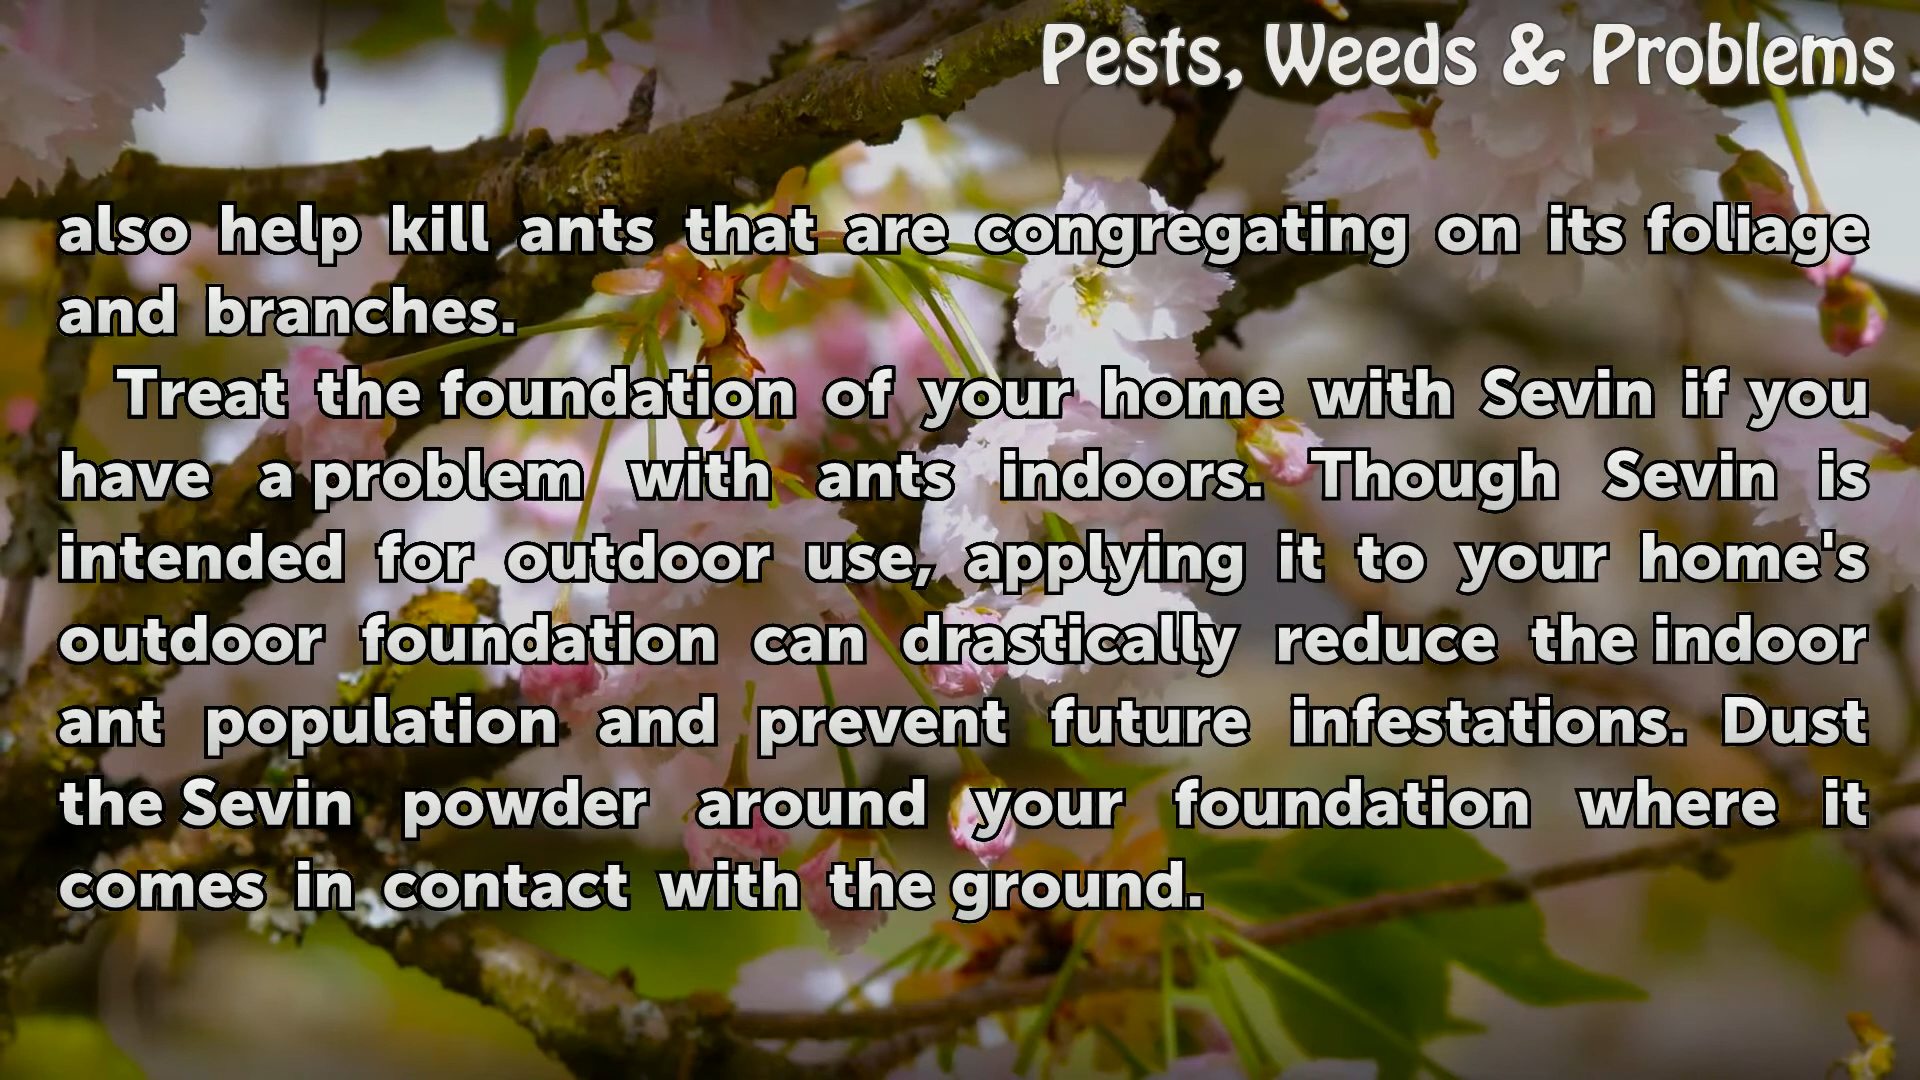 Pests, Weeds & Problems
also help kill ants that are congregating on its foliage
and branches.
Treat the foundation of your home with Sevin if you
have a problem with ants indoors. Though Sevin is
intended for outdoor use, applying it to your home's
outdoor foundation can drastically reduce the indoor
ant population and prevent future infestations. Dust
the Sevin powder around your foundation where it
comes in contact with the ground.